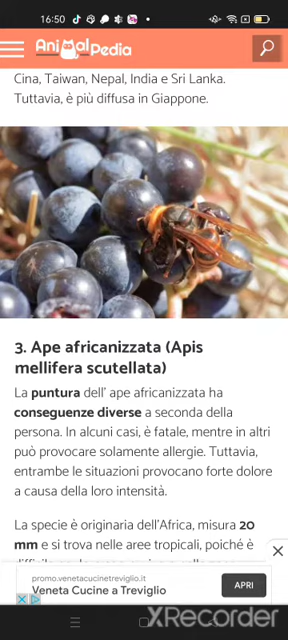 16:50
AnimalPedia
Cina, Taiwan, Nepal, India e Sri Lanka.
Tuttavia, è più diffusa in Giappone.
3. Ape africanizzata (Apis
mellifera scutellata)
La puntura dell' ape africanizzata ha
conseguenze diverse a seconda della
persona. In alcuni casi, è fatale, mentre in altri
può provocare solamente allergie. Tuttavia,
entrambe le situazioni provocano forte dolore
a causa della loro intensità.
La specie è originaria dell'Africa, misura 20
mm e si trova nelle aree tropicali, poiché è
promo.venetacucinetreviglio.it
Veneta Cucine a Treviglio
APRI
XRecorder